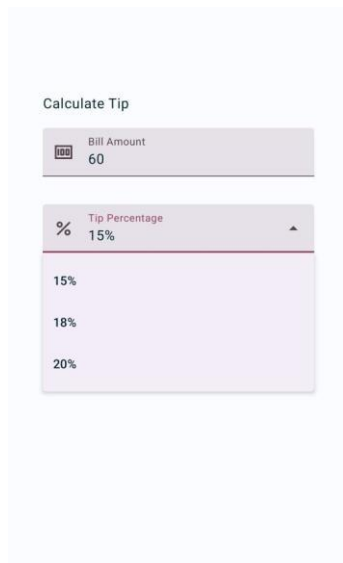 Calculate Tip
Bill Amount
60
Tip Percentage
15%
15%
18%
20%